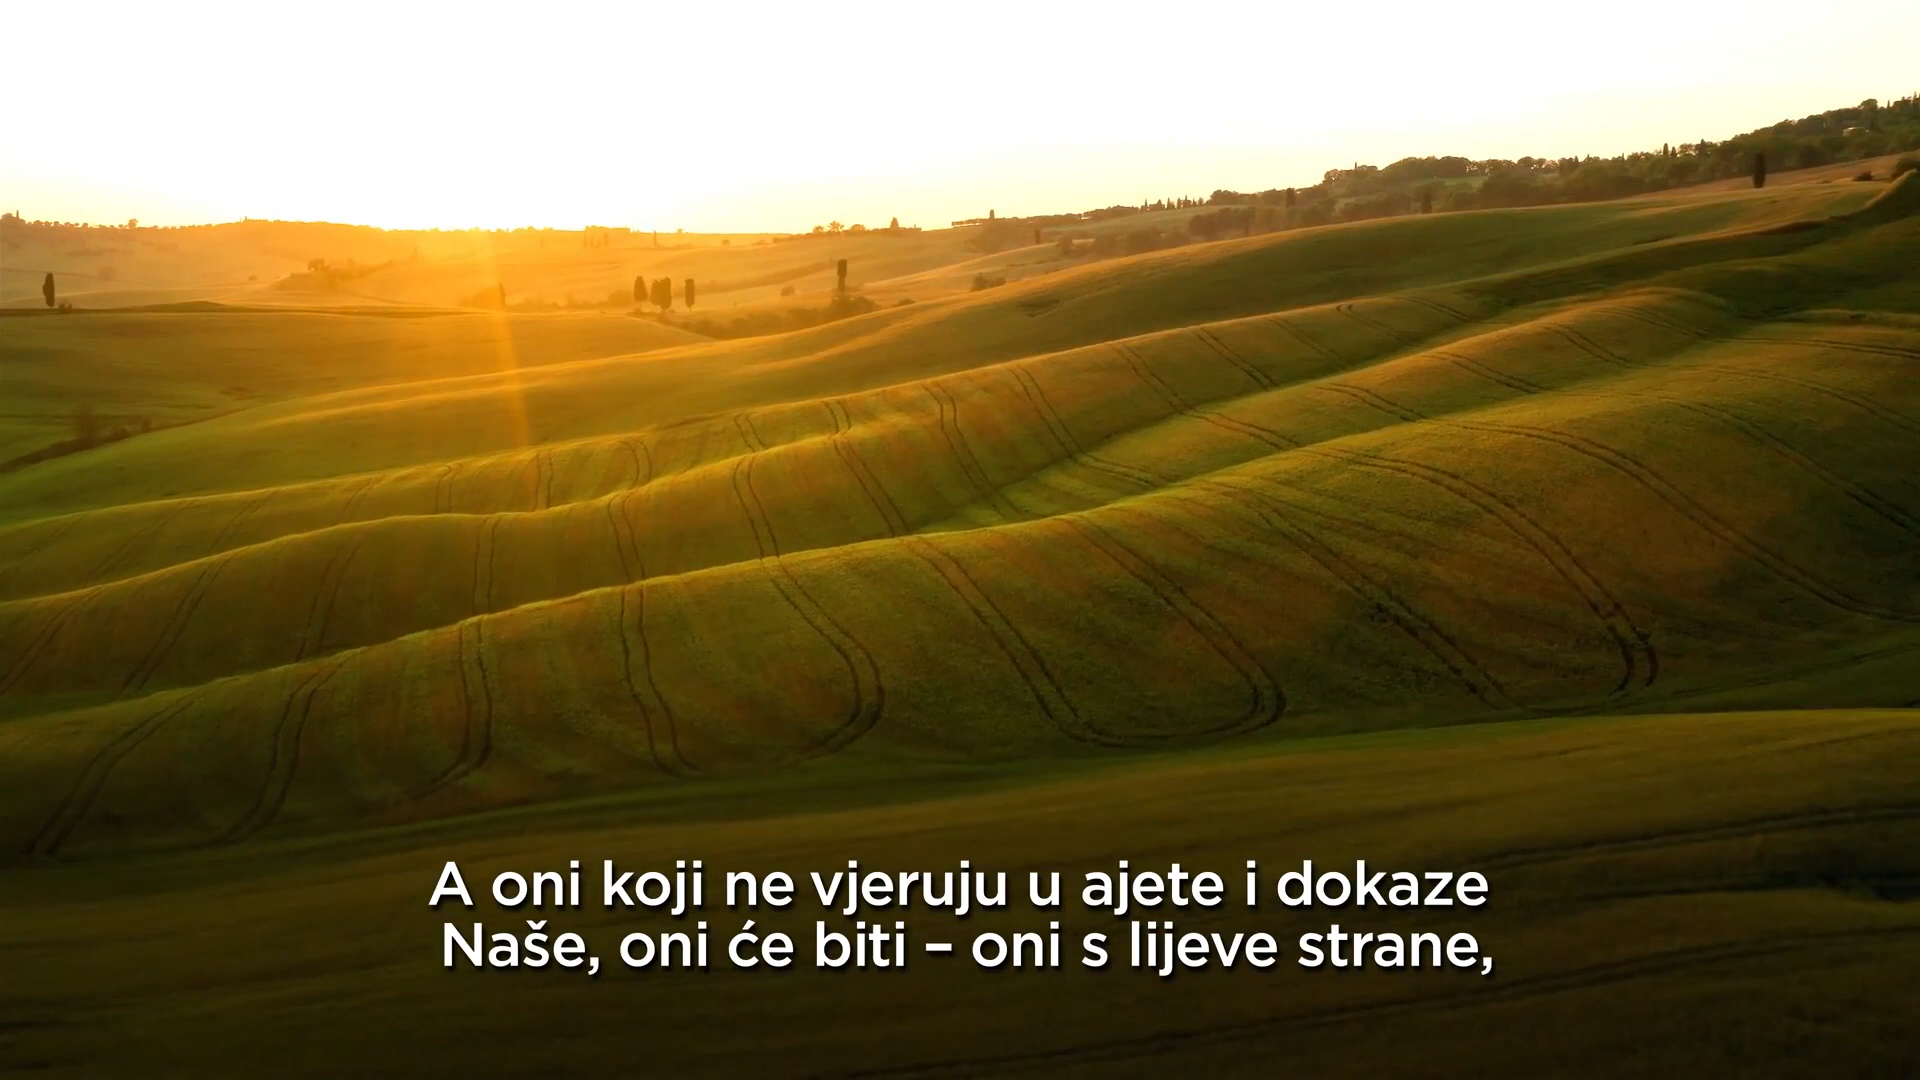 A oni koji ne vjeruju u ajete i dokaze
Naše, oni će biti – oni s lijeve strane,